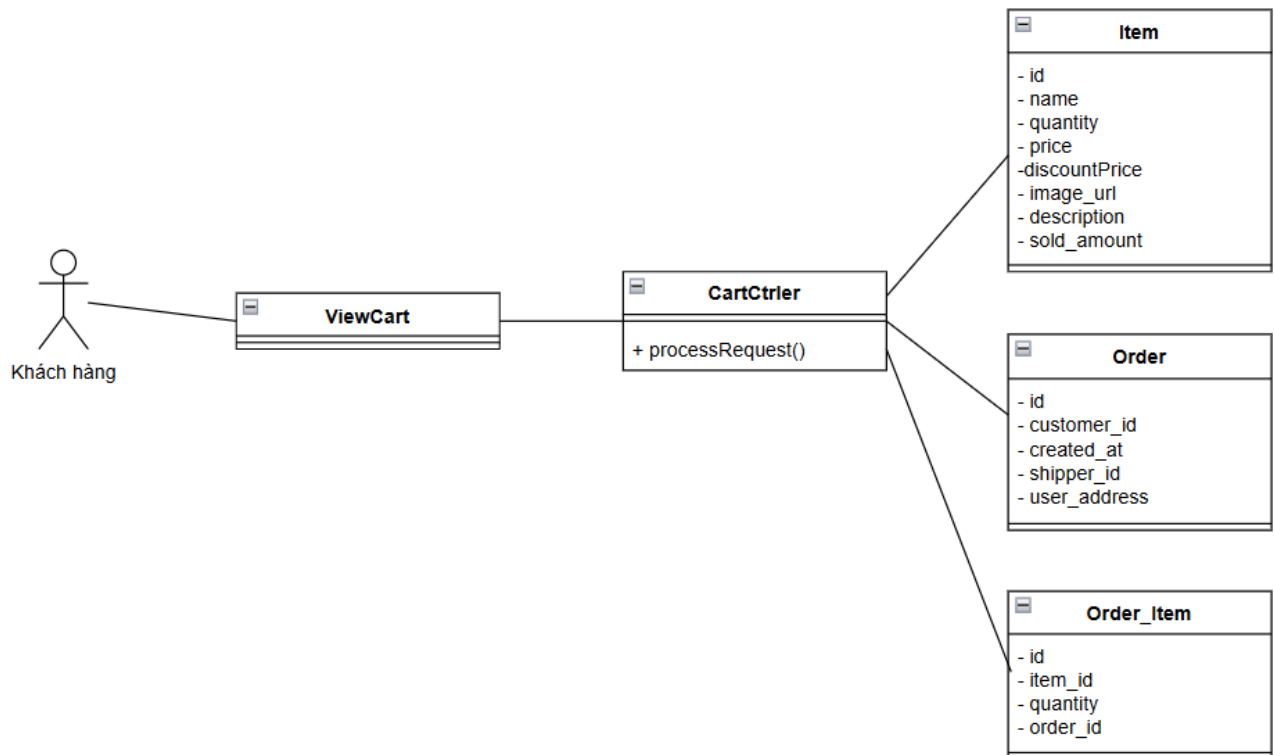 Item
- id
- name
- quantity
- price
-discountPrice
- image_url
- description
- sold_amount
Khách hàng
ViewCart
CartCtrler
+ processRequest()
Order
- id
- customer_id
- created_at
- shipper_id
- user_address
Order_Item
- id
- item_id
- quantity
- order_id